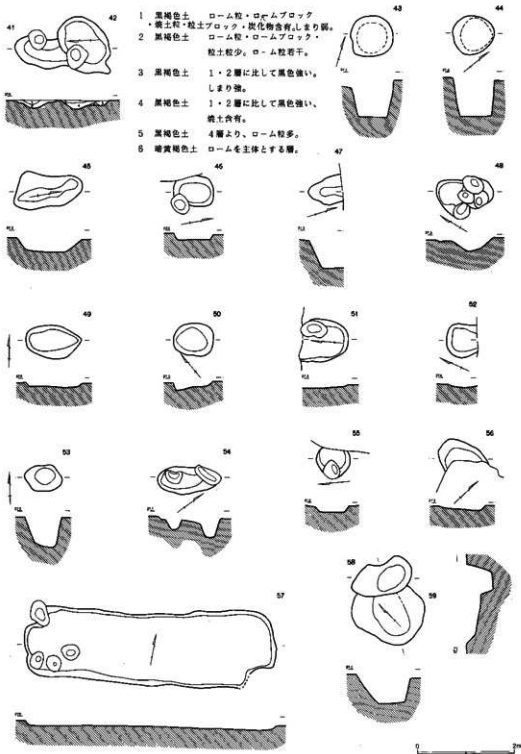 41
42
1 黒褐色土 ローム粒・ロームブロック
・焼土粒・粒土ブロック・炭化物含有。しまり弱。
2 黒褐色土 ローム粒・ロームブロック・
粒土粒少。ローム粒若干。
3 黒褐色土 1・2層に比して黒色強い。
しまり強。
4 黒褐色土 1・2層に比して黒色強い、
焼土含有。
5 黒褐色土 4層より、ローム粒多。
6 暗黄褐色土 ロームを主体とする層。
43
44
45
46
47
48
49
50
51
52
53
54
55
56
57
58
59
0
2m